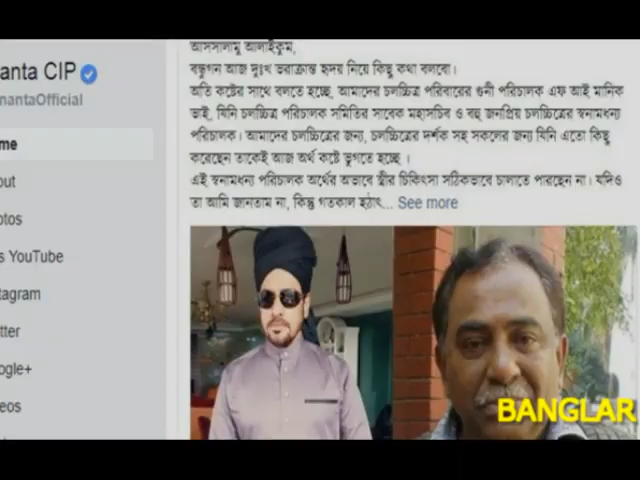 anta CIP
nantaOfficial
me
out
otos
s YouTube
tagram
tter
ogle+
eos
আসসালামু আলাইকুম,
বন্ধুগন আজ দুঃখ ভরাক্রান্ত হৃদয় নিয়ে কিছু কথা বলবো।
অতি কষ্টের সাথে বলতে হচ্ছে, আমাদের চলচ্চিত্র পরিবারের গুনী পরিচালক এফ আই মানিক
ভাই, যিনি চলচ্চিত্র পরিচালক সমিতির সাবেক মহাসচিব ও বহু জনপ্রিয় চলচ্চিত্রের স্বনামধন্য
পরিচালক। আমাদের চলচ্চিত্রের জন্য, চলচ্চিত্রের দর্শক সহ সকলের জন্য যিনি এতো কিছু
করেছেন তাকেই আজ অর্থ কষ্টে ভুগতে হচ্ছে ।
এই স্বনামধন্য পরিচালক অর্থের অভাবে স্ত্রীর চিকিৎসা সঠিকভাবে চালাতে পারছেন না। যদিও
তা আমি জানতাম না, কিন্তু গতকাল হঠাৎ... See more
BANGLAR